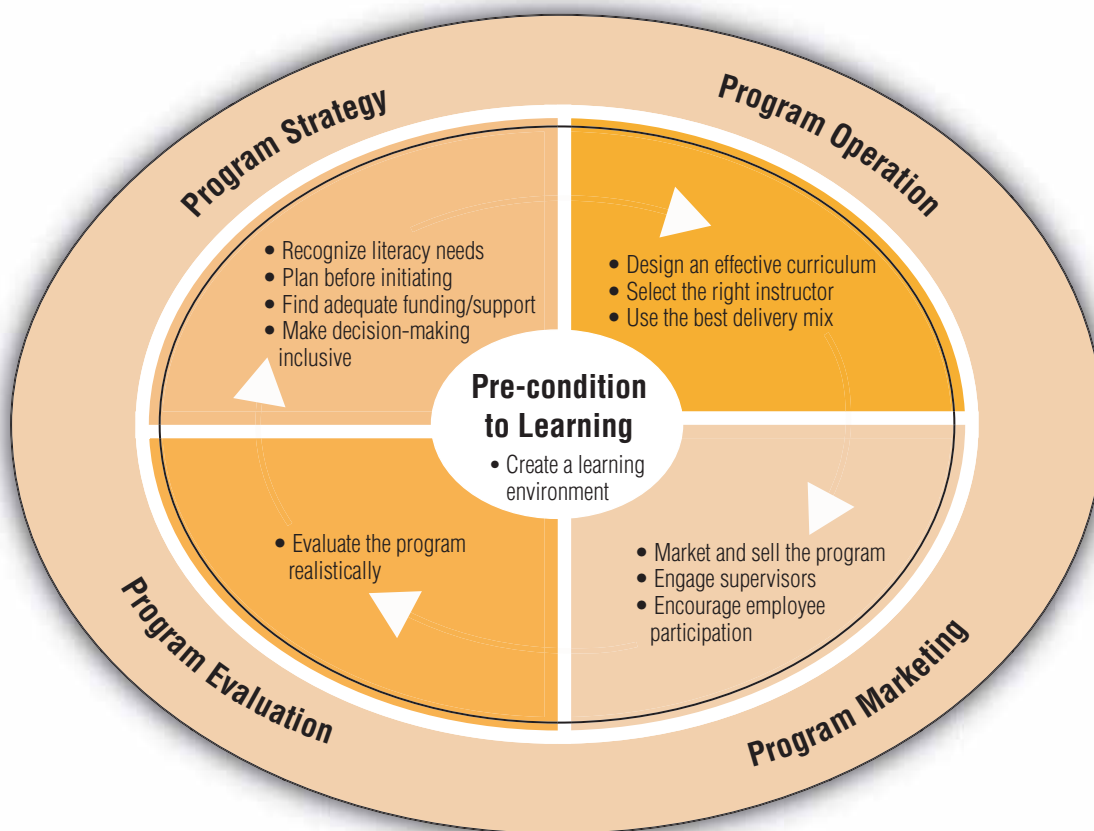 Program Strategy
• Recognize literacy needs
• Plan before initiating
• Find adequate funding/support
• Make decision-making
inclusive
Program Operation
• Design an effective curriculum
• Select the right instructor
• Use the best delivery mix
Pre-condition
to Learning
• Create a learning
environment
Program Evaluation
• Evaluate the program
realistically
Program Marketing
• Market and sell the program
• Engage supervisors
• Encourage employee
participation